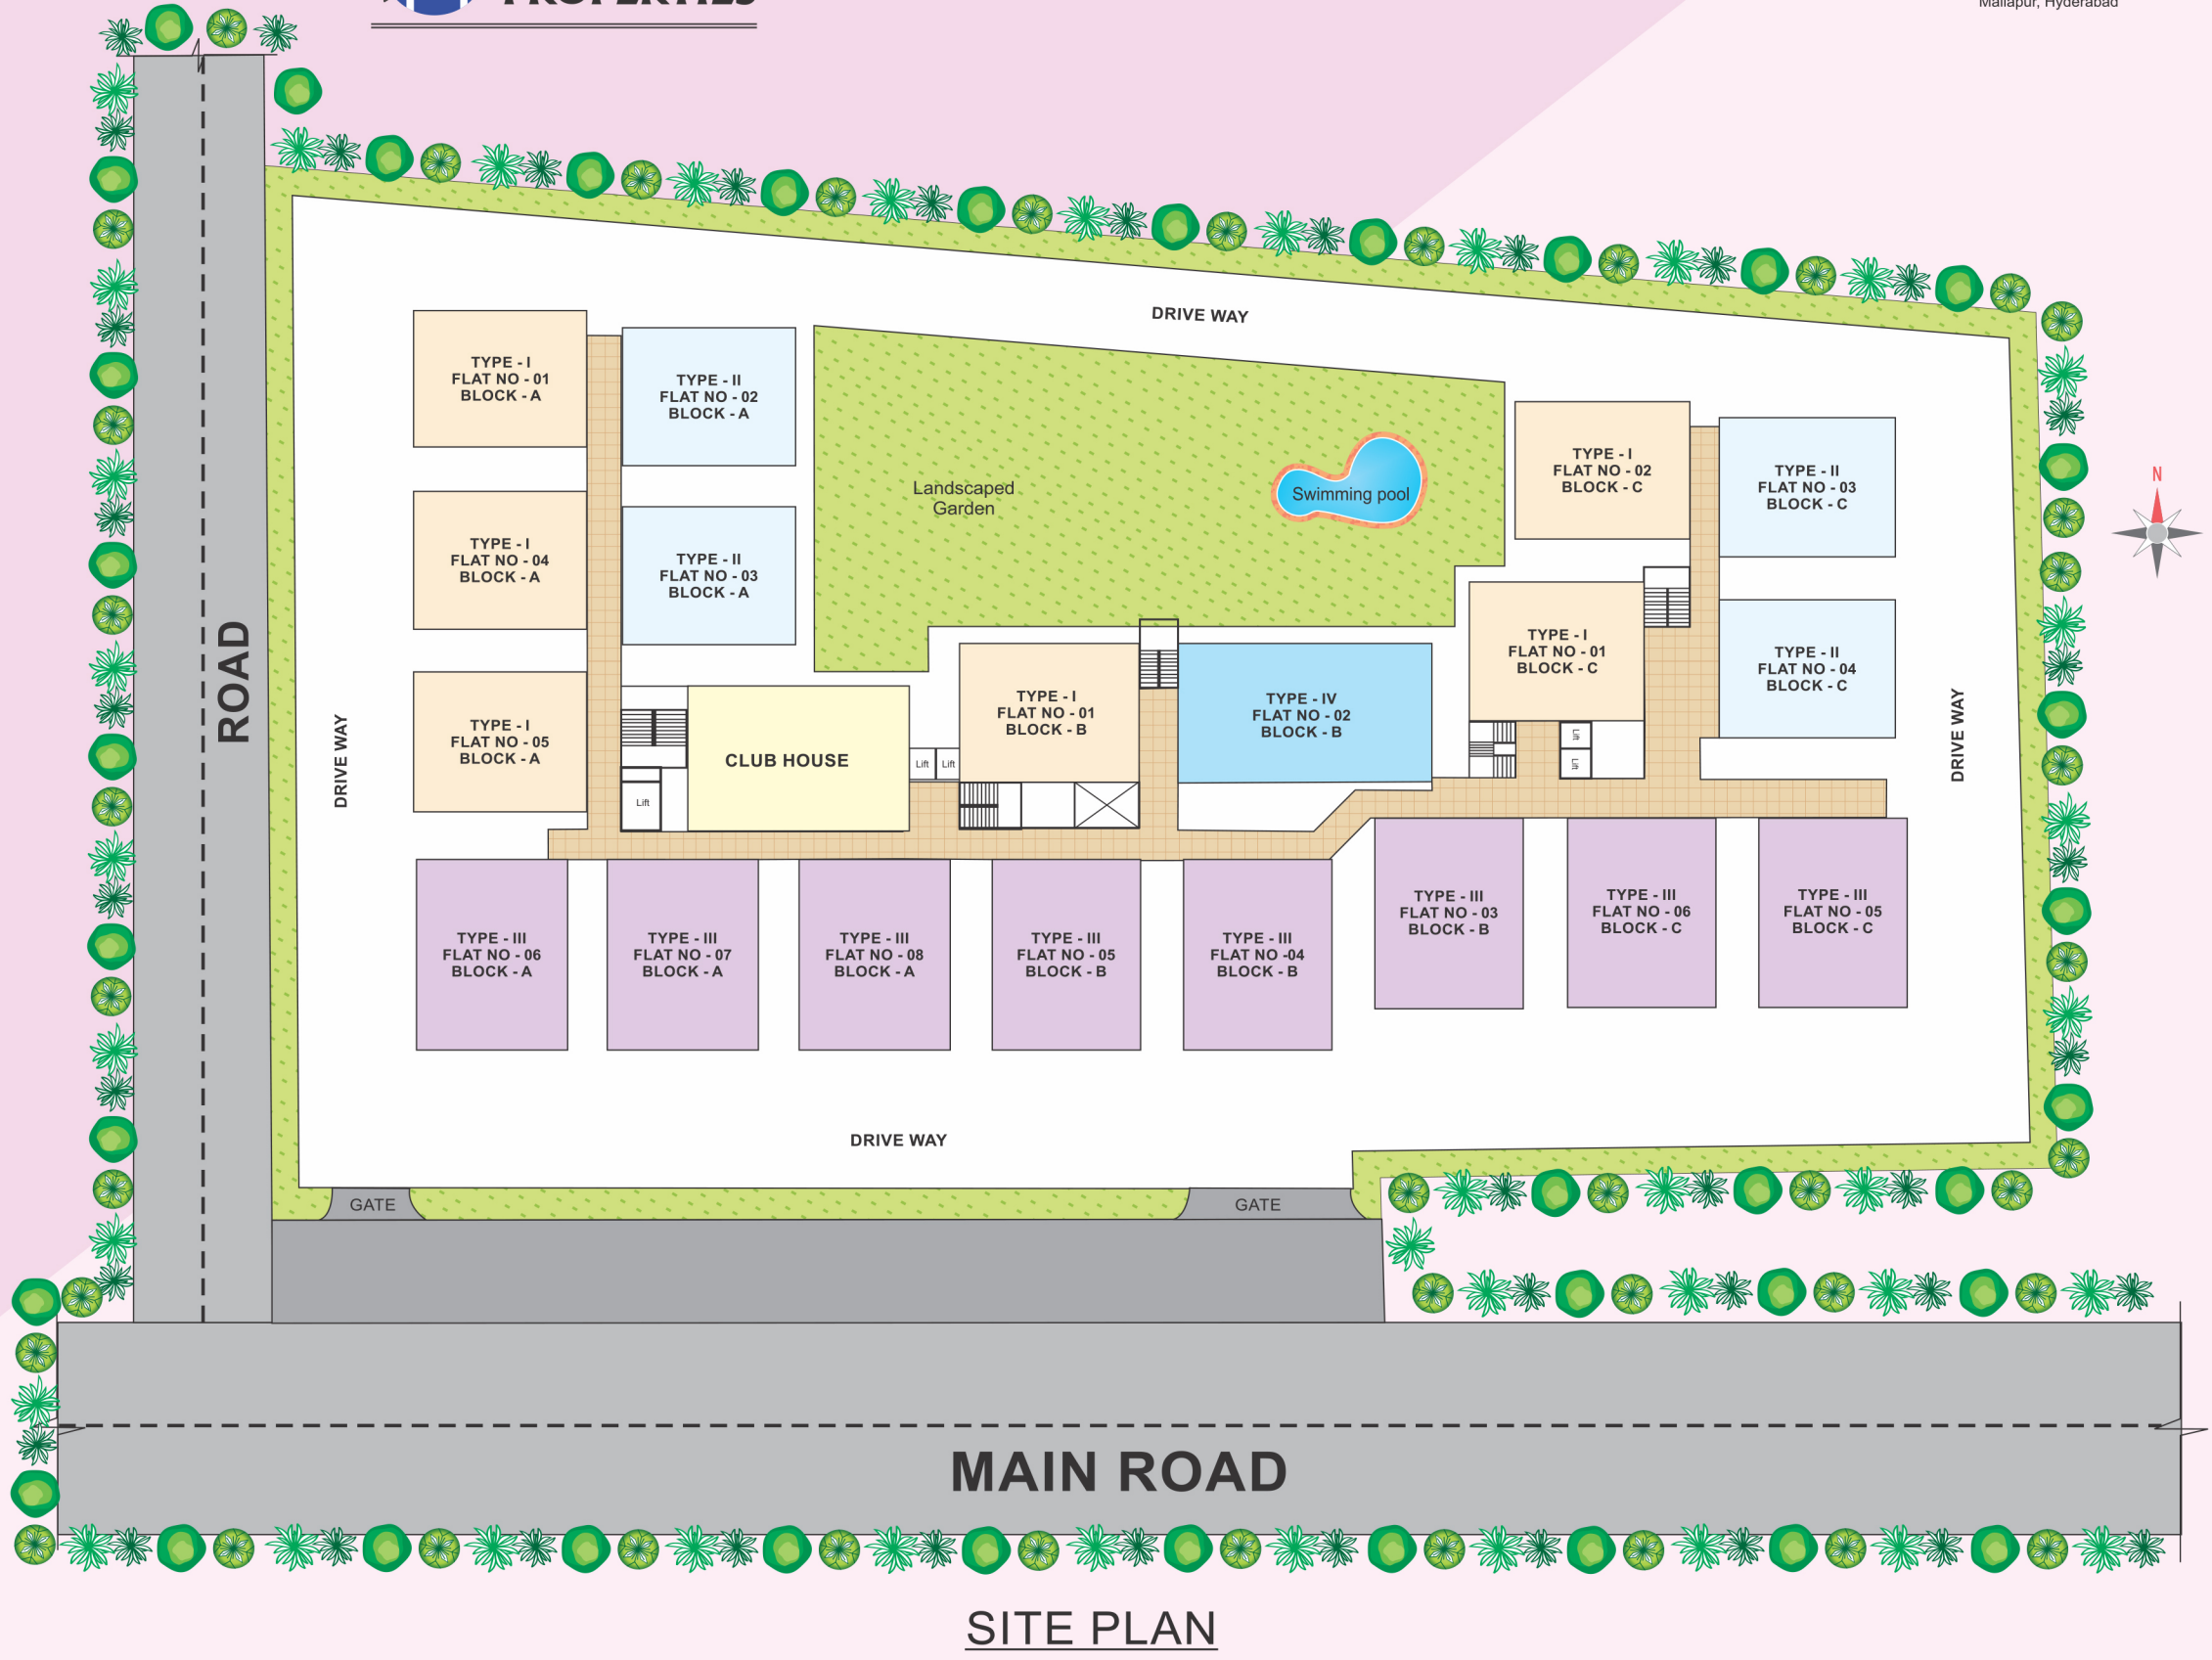 PROPERTIES
Mallapur, Hyderabad
DRIVE WAY
TYPE - I
FLAT NO - 01
BLOCK - A
TYPE - II
FLAT NO - 02
BLOCK - A
TYPE - I
FLAT NO - 02
BLOCK - C
TYPE - II
FLAT NO - 03
BLOCK - C
N
Landscaped
Garden
Swimming pool
TYPE - I
FLAT NO - 04
BLOCK - A
TYPE - II
FLAT NO - 03
BLOCK - A
TYPE - I
FLAT NO - 01
BLOCK - C
TYPE - II
FLAT NO - 04
BLOCK - C
ROAD
DRIVE WAY
TYPE - I
FLAT NO - 05
BLOCK - A
CLUB HOUSE
TYPE - I
FLAT NO - 01
BLOCK - B
TYPE - IV
FLAT NO - 02
BLOCK - B
DRIVE WAY
Lift
Lift
Lift
Lift
Lift
TYPE - III
FLAT NO - 06
BLOCK - A
TYPE - III
FLAT NO - 07
BLOCK - A
TYPE - III
FLAT NO - 08
BLOCK - A
TYPE - III
FLAT NO - 05
BLOCK - B
TYPE - III
FLAT NO -04
BLOCK - B
TYPE - III
FLAT NO - 03
BLOCK - B
TYPE - III
FLAT NO - 06
BLOCK - C
TYPE - III
FLAT NO - 05
BLOCK - C
DRIVE WAY
GATE
GATE
MAIN ROAD
SITE PLAN